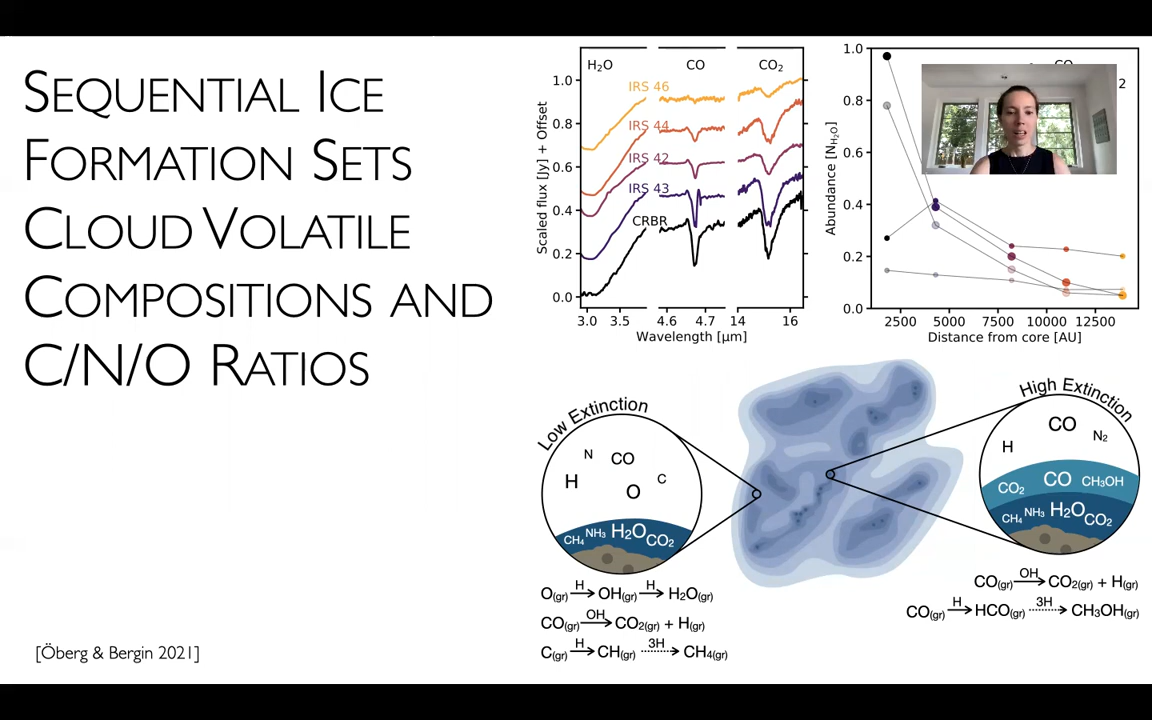 SEQUENTIAL ICE
FORMATION SETS
CLOUD VOLATILE
COMPOSITIONS AND
C/N/O RATIOS
[Öberg & Bergin 2021]
H₂O
CO
CO₂
IRS 46
IRS 44
IRS 42
IRS 43
CRBR
Scaled flux [Jy] + Offset
1.0
0.8
0.6
0.4
0.2
0.0
3.0 3.5 4.6 4.7 14 16
Wavelength [μm]
Abundance [N_H₂O]
1.0
0.8
0.6
0.4
0.2
0.0
2
2500 5000 7500 10000 12500
Distance from core [AU]
Low Extinction
N CO
H C
O
CH₄ NH₃ H₂O CO₂
High Extinction
CO
H N₂
CO₂ CO CH₃OH
CH₄ NH₃ H₂O CO₂
O(gr) H→ OH(gr) H→ H₂O(gr)
CO(gr) OH→ CO₂(gr) + H(gr)
C(gr) H→ CH(gr) 3H→ CH₄(gr)
CO(gr) OH→ CO₂(gr) + H(gr)
CO(gr) H→ HCO(gr) 3H→ CH₃OH(gr)